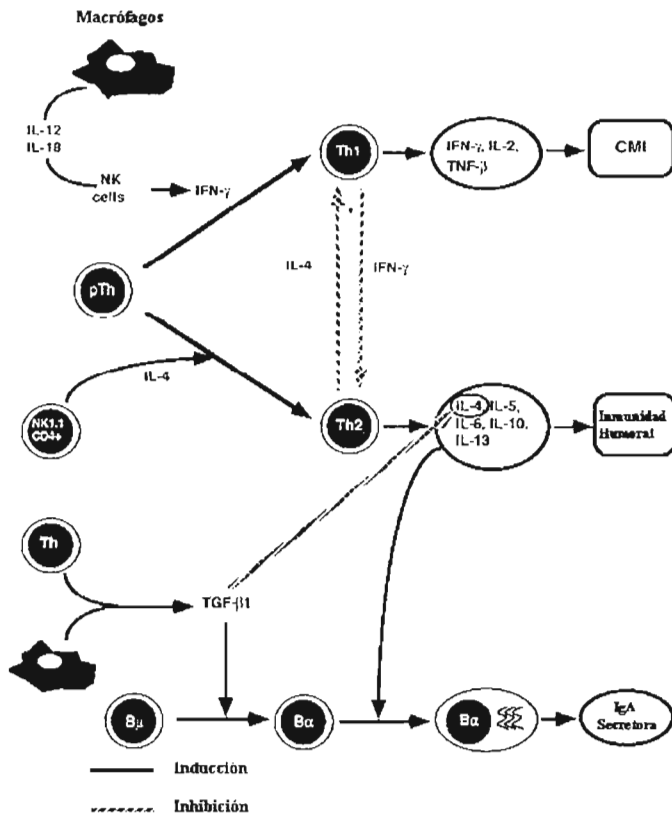 Macrófagos
IL-12
IL-18
NK
cells
IFN-γ
Th1
IFN-γ, IL-2,
TNF-β
CMI
pTh
IL-4
IFN-γ
IL-4
NK1.1
CD4+
Th2
IL-4, IL-5,
IL-6, IL-10,
IL-13
Inmunidad
Humoral
Th
TGF-β1
Bμ
Bα
Bα
IgA
Secretora
Inducción
Inhibición